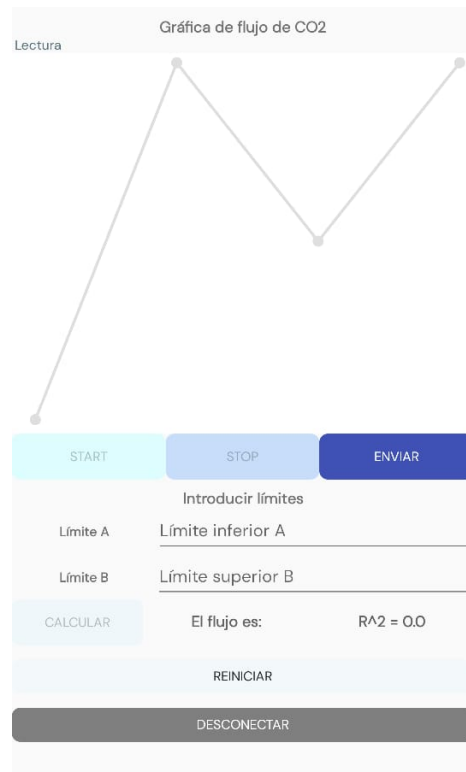 Gráfica de flujo de CO2
Lectura
START STOP ENVIAR
Introducir límites
Límite A Límite inferior A
Límite B Límite superior B
CALCULAR El flujo es: R^2 = 0.0
REINICIAR
DESCONECTAR